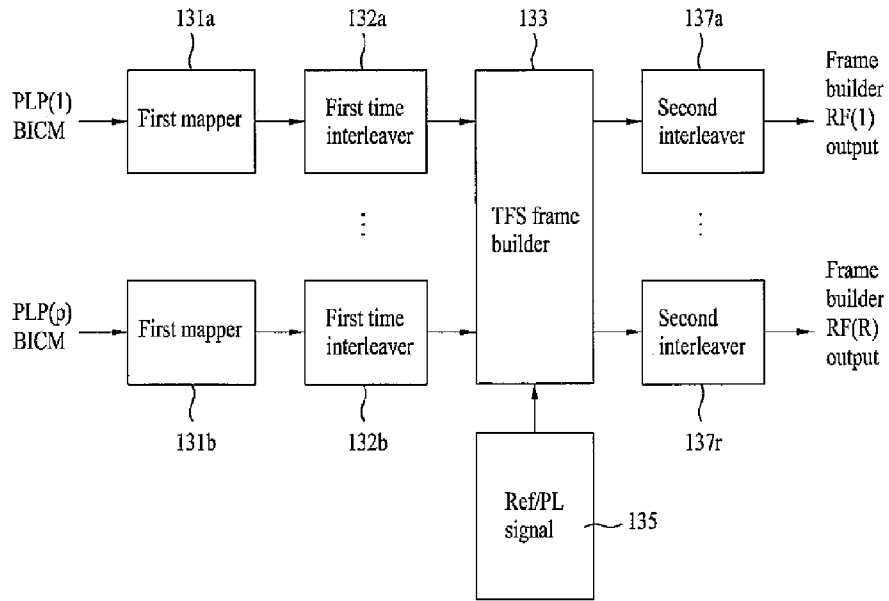 131a
132a
133
137a
PLP(1)
BICM
First mapper
First time
interleaver
Second
interleaver
Frame
builder
RF(1)
output
TFS frame
builder
PLP(p)
BICM
First mapper
First time
interleaver
Second
interleaver
Frame
builder
RF(R)
output
131b
132b
137r
Ref/PL
signal
135